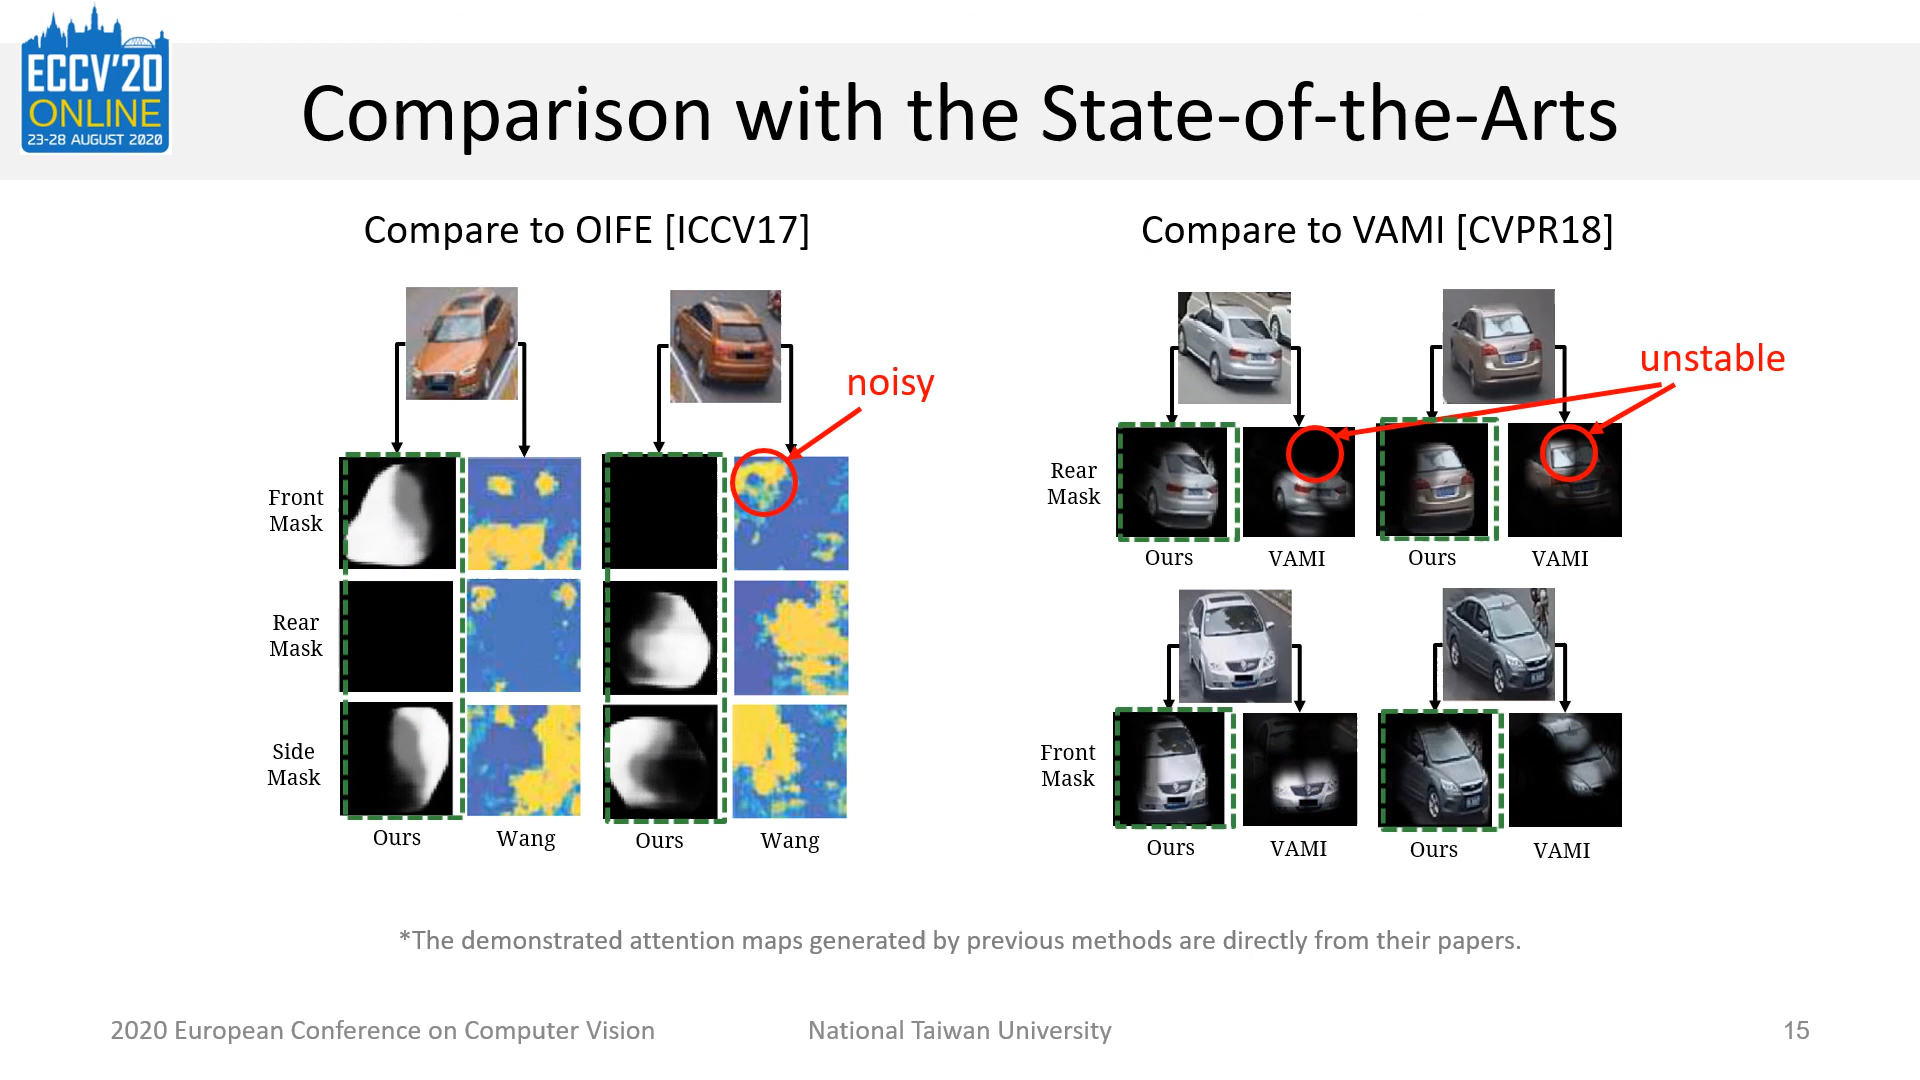 ECCV'20
ONLINE
23-28 AUGUST 2020
Comparison with the State-of-the-Arts
Compare to OIFE [ICCV17]
noisy
Front
Mask
Rear
Mask
Side
Mask
Ours
Wang
Ours
Wang
Compare to VAMI [CVPR18]
unstable
Rear
Mask
Ours
VAMI
Ours
VAMI
Front
Mask
Ours
VAMI
Ours
VAMI
*The demonstrated attention maps generated by previous methods are directly from their papers.
2020 European Conference on Computer Vision
National Taiwan University
15